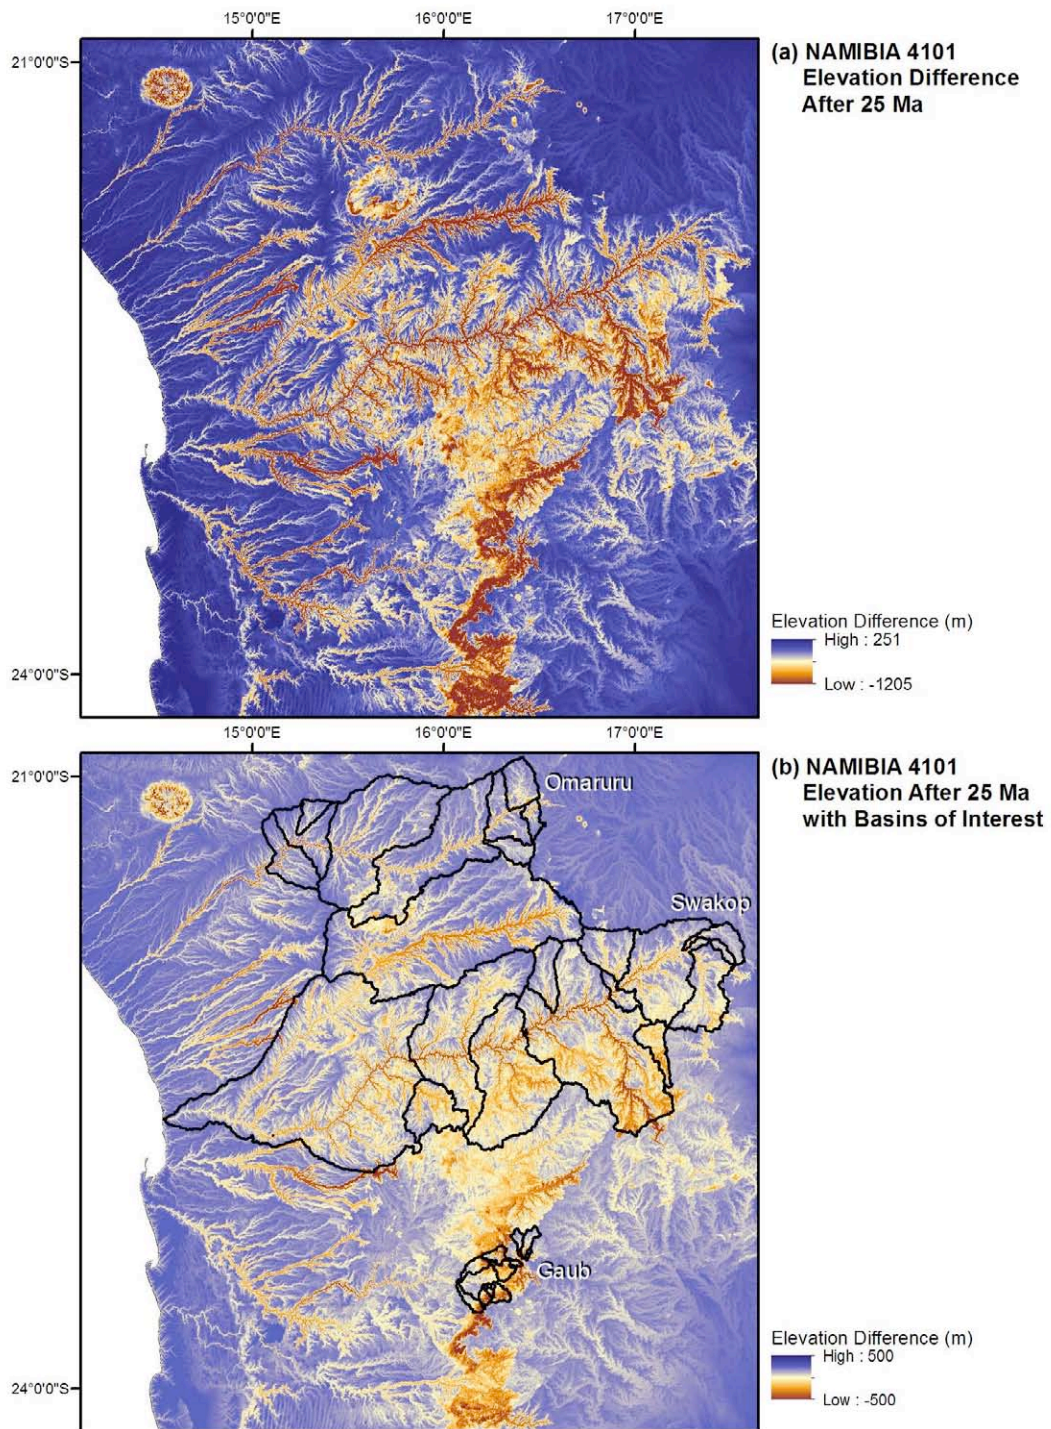 15°0'0"E 16°0'0"E 17°0'0"E
21°0'0"S
(a) NAMIBIA 4101
Elevation Difference
After 25 Ma
Elevation Difference (m)
High : 251
Low : -1205
24°0'0"S
15°0'0"E 16°0'0"E 17°0'0"E
21°0'0"S
(b) NAMIBIA 4101
Elevation After 25 Ma
with Basins of Interest
Omaruru
Swakop
Gaub
Elevation Difference (m)
High : 500
Low : -500
24°0'0"S